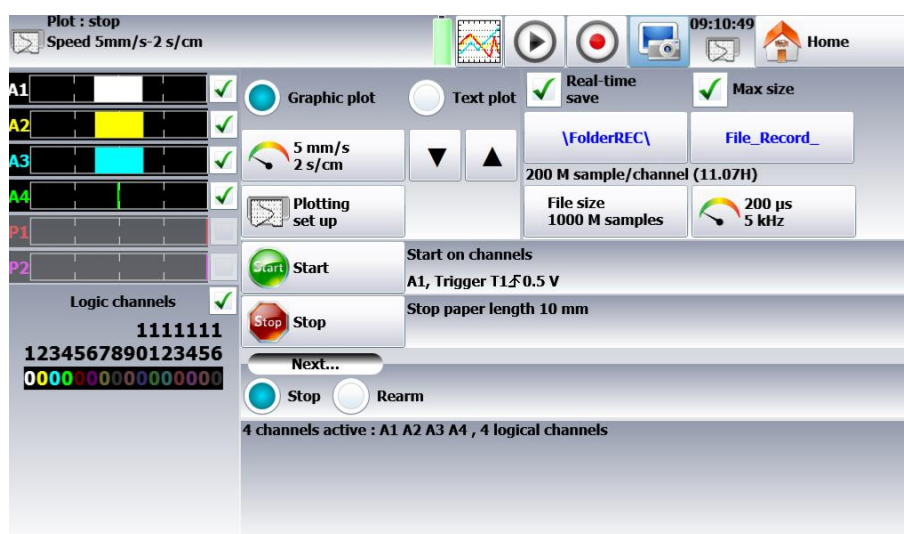 Plot : stop
Speed 5mm/s-2 s/cm
09:10:49
Home
A1
A2
A3
A4
P1
P2
Logic channels
1111111
1234567890123456
0000000000000000
Graphic plot
Text plot
Real-time
save
Max size
5 mm/s
2 s/cm
▼
▲
\FolderREC\
File_Record_
200 M sample/channel (11.07H)
Plotting
set up
File size
1000 M samples
200 µs
5 kHz
Start
Start
Start on channels
A1, Trigger T1⨍0.5 V
Stop
Stop
Stop paper length 10 mm
Next...
Stop
Rearm
4 channels active : A1 A2 A3 A4 , 4 logical channels